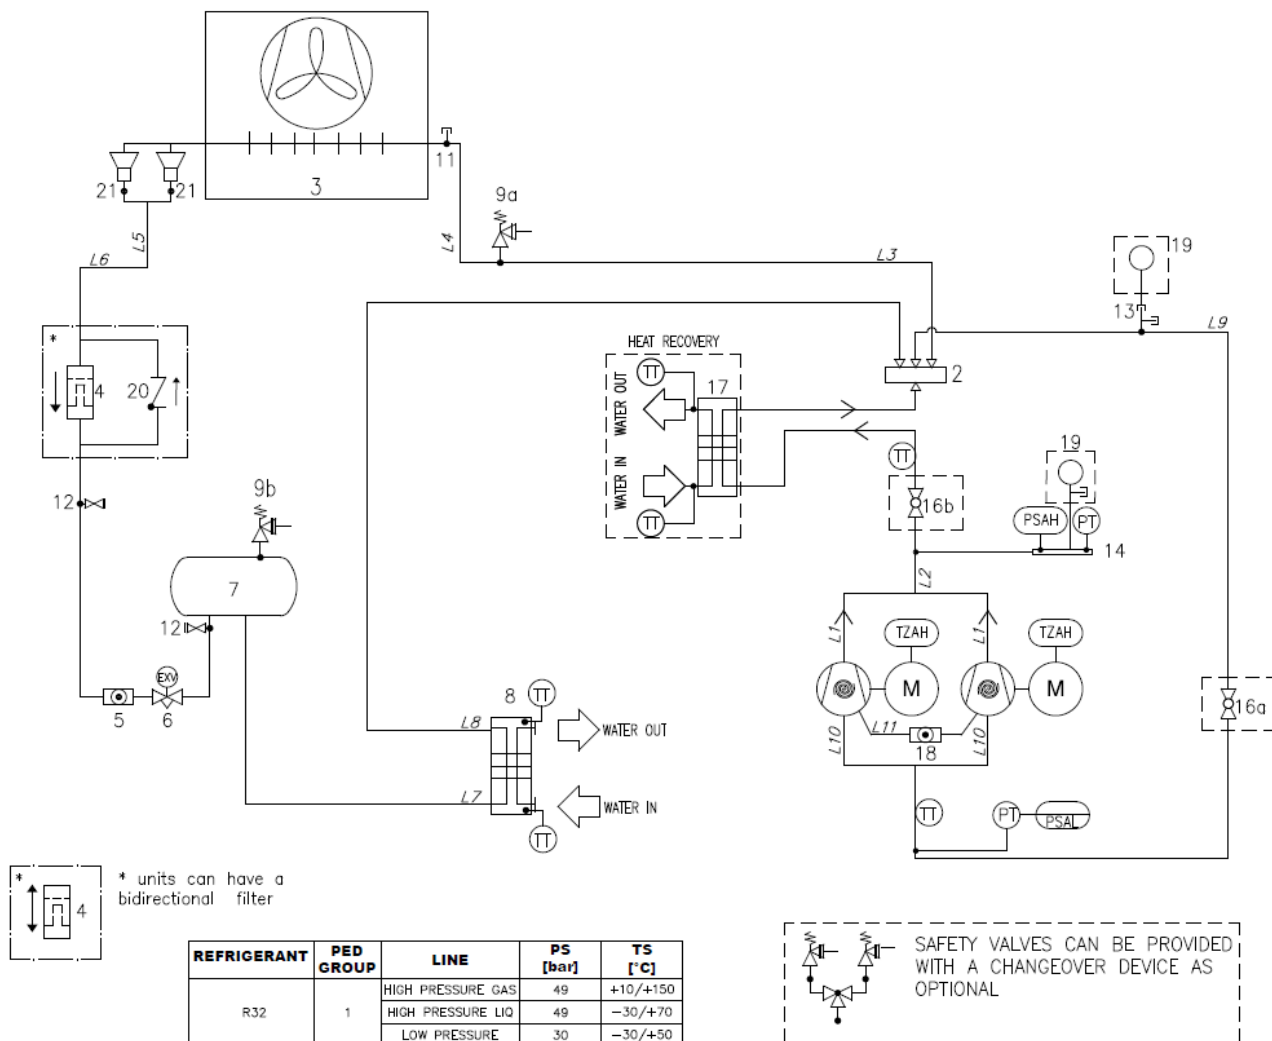 3
11
21
21
9a
L5
L4
L6
L3
19
13
L9
*
4
20
HEAT RECOVERY
TT
WATER OUT
17
2
WATER IN
TT
TT
19
16b
PSAH
PT
14
12
9b
7
12
L2
L1
L1
TZAH
TZAH
M
M
EXV
5
6
8
TT
L8
WATER OUT
L7
WATER IN
TT
L10
L11
18
L10
16a
TT
PT
PSAL
*
4
* units can have a
bidirectional filter
REFRIGERANT PED GROUP LINE PS [bar] TS [°C]
R32 1 HIGH PRESSURE GAS 49 +10/+150
HIGH PRESSURE LIQ 49 -30/+70
LOW PRESSURE 30 -30/+50
SAFETY VALVES CAN BE PROVIDED
WITH A CHANGEOVER DEVICE AS
OPTIONAL